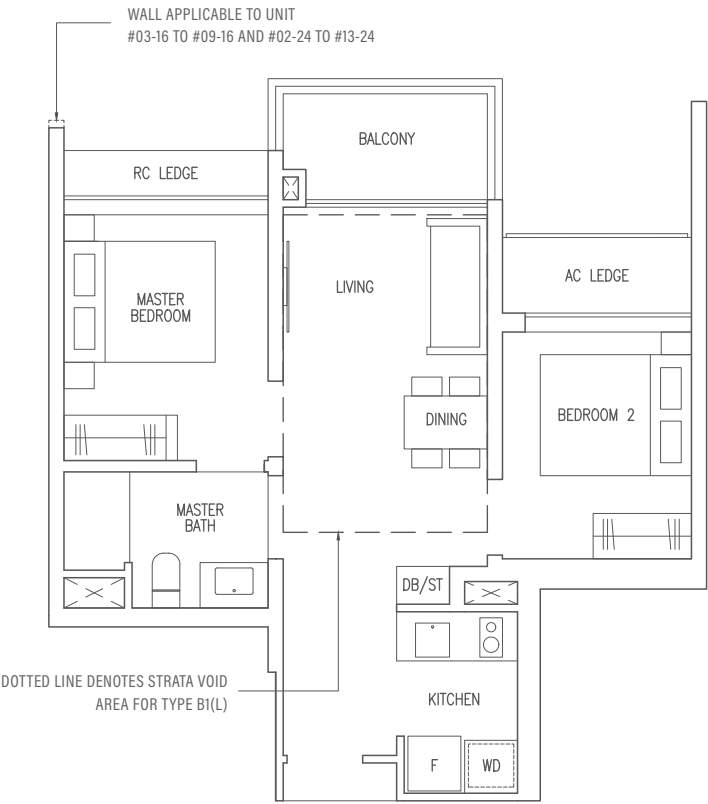 WALL APPLICABLE TO UNIT
#03-16 TO #09-16 AND #02-24 TO #13-24
BALCONY
RC LEDGE
AC LEDGE
LIVING
MASTER
BEDROOM
BEDROOM 2
DINING
MASTER
BATH
DB/ST
DOTTED LINE DENOTES STRATA VOID
AREA FOR TYPE B1(L)
KITCHEN
F
WD